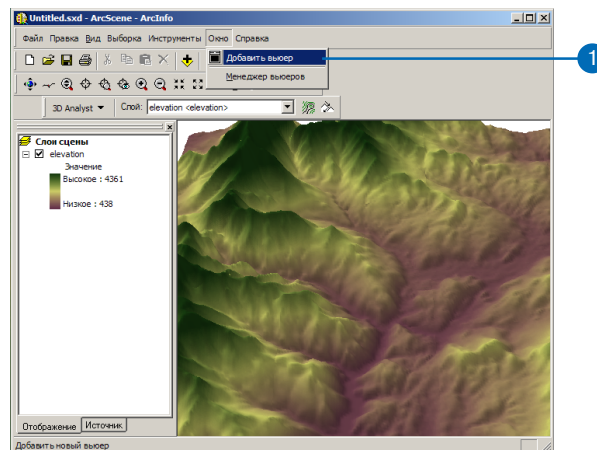 Untitled.sxd - ArcScene - ArcInfo
Файл Правка Вид Выборка Инструменты Окно Справка
Добавить вьюер
1
Менеджер вьюеров
3D Analyst Слой: elevation <elevation>
Слои сцены
elevation
Значение
Высокое : 4361
Низкое : 438
Отображение Источник
Добавить новый вьюер